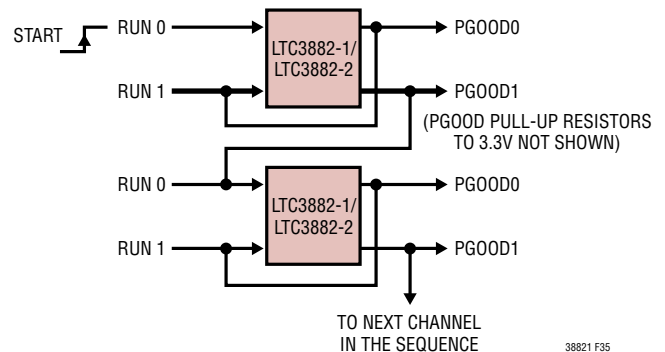 START
RUN 0
RUN 1
LTC3882-1/
LTC3882-2
PGOOD0
PGOOD1
(PGOOD PULL-UP RESISTORS
TO 3.3V NOT SHOWN)
RUN 0
RUN 1
LTC3882-1/
LTC3882-2
PGOOD0
PGOOD1
TO NEXT CHANNEL
IN THE SEQUENCE
38821 F35